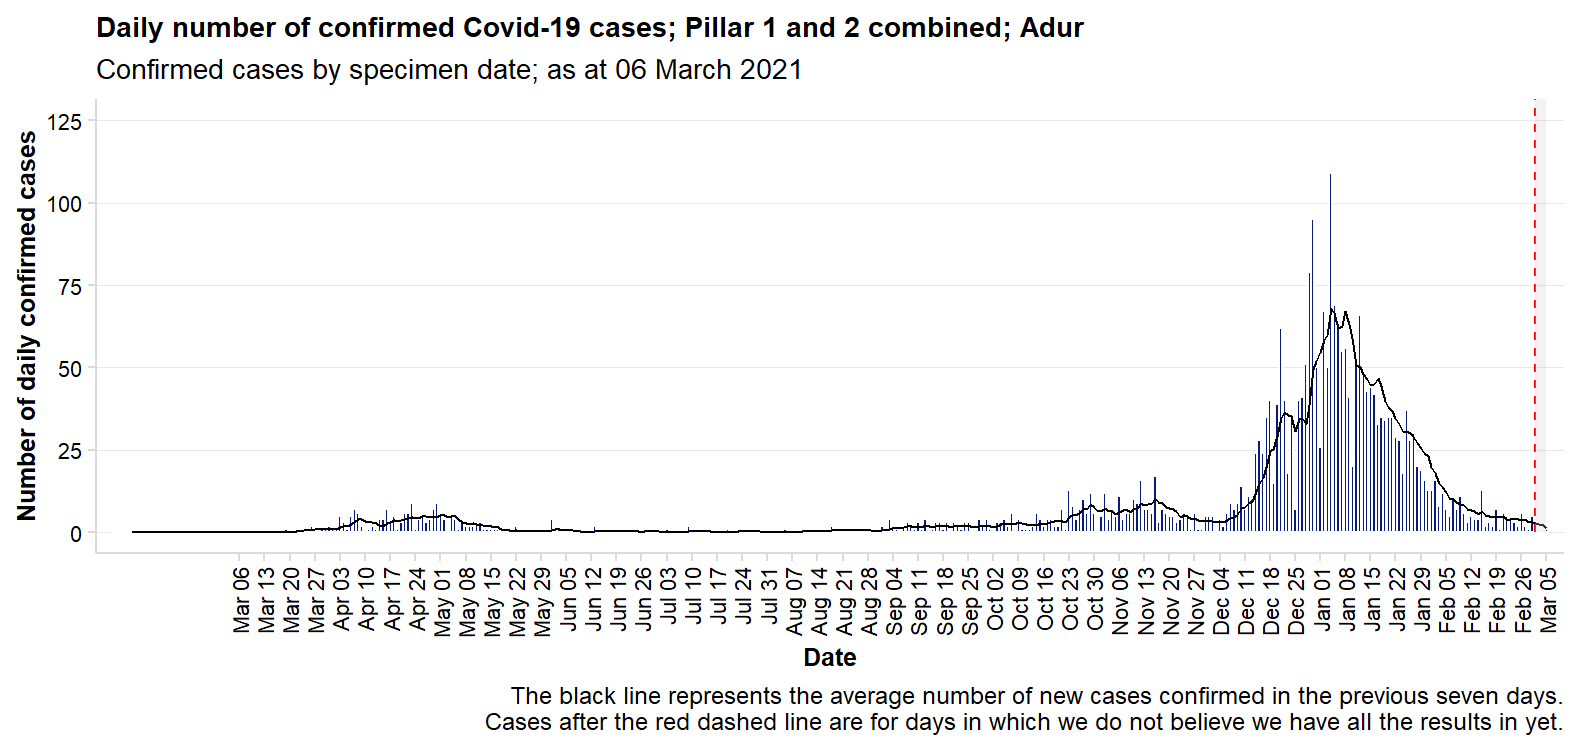 Daily number of confirmed Covid-19 cases; Pillar 1 and 2 combined; Adur
Confirmed cases by specimen date; as at 06 March 2021
Number of daily confirmed cases
125
100
75
50
25
0
Mar 06
Mar 13
Mar 20
Mar 27
Apr 03
Apr 10
Apr 17
Apr 24
May 01
May 08
May 15
May 22
May 29
Jun 05
Jun 12
Jun 19
Jun 26
Jul 03
Jul 10
Jul 17
Jul 24
Jul 31
Aug 07
Aug 14
Aug 21
Aug 28
Sep 04
Sep 11
Sep 18
Sep 25
Oct 02
Oct 09
Oct 16
Oct 23
Oct 30
Nov 06
Nov 13
Nov 20
Nov 27
Dec 04
Dec 11
Dec 18
Dec 25
Jan 01
Jan 08
Jan 15
Jan 22
Jan 29
Feb 05
Feb 12
Feb 19
Feb 26
Mar 05
Date
The black line represents the average number of new cases confirmed in the previous seven days.
Cases after the red dashed line are for days in which we do not believe we have all the results in yet.